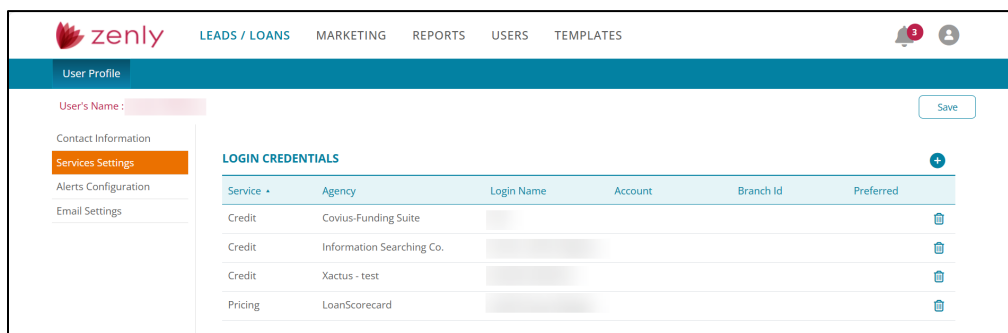 zenly LEADS / LOANS MARKETING REPORTS USERS TEMPLATES 3
User Profile
User's Name :
Save
Contact Information
Services Settings
Alerts Configuration
Email Settings
LOGIN CREDENTIALS
Service Agency Login Name Account Branch Id Preferred
Credit Covius-Funding Suite
Credit Information Searching Co.
Credit Xactus - test
Pricing LoanScorecard